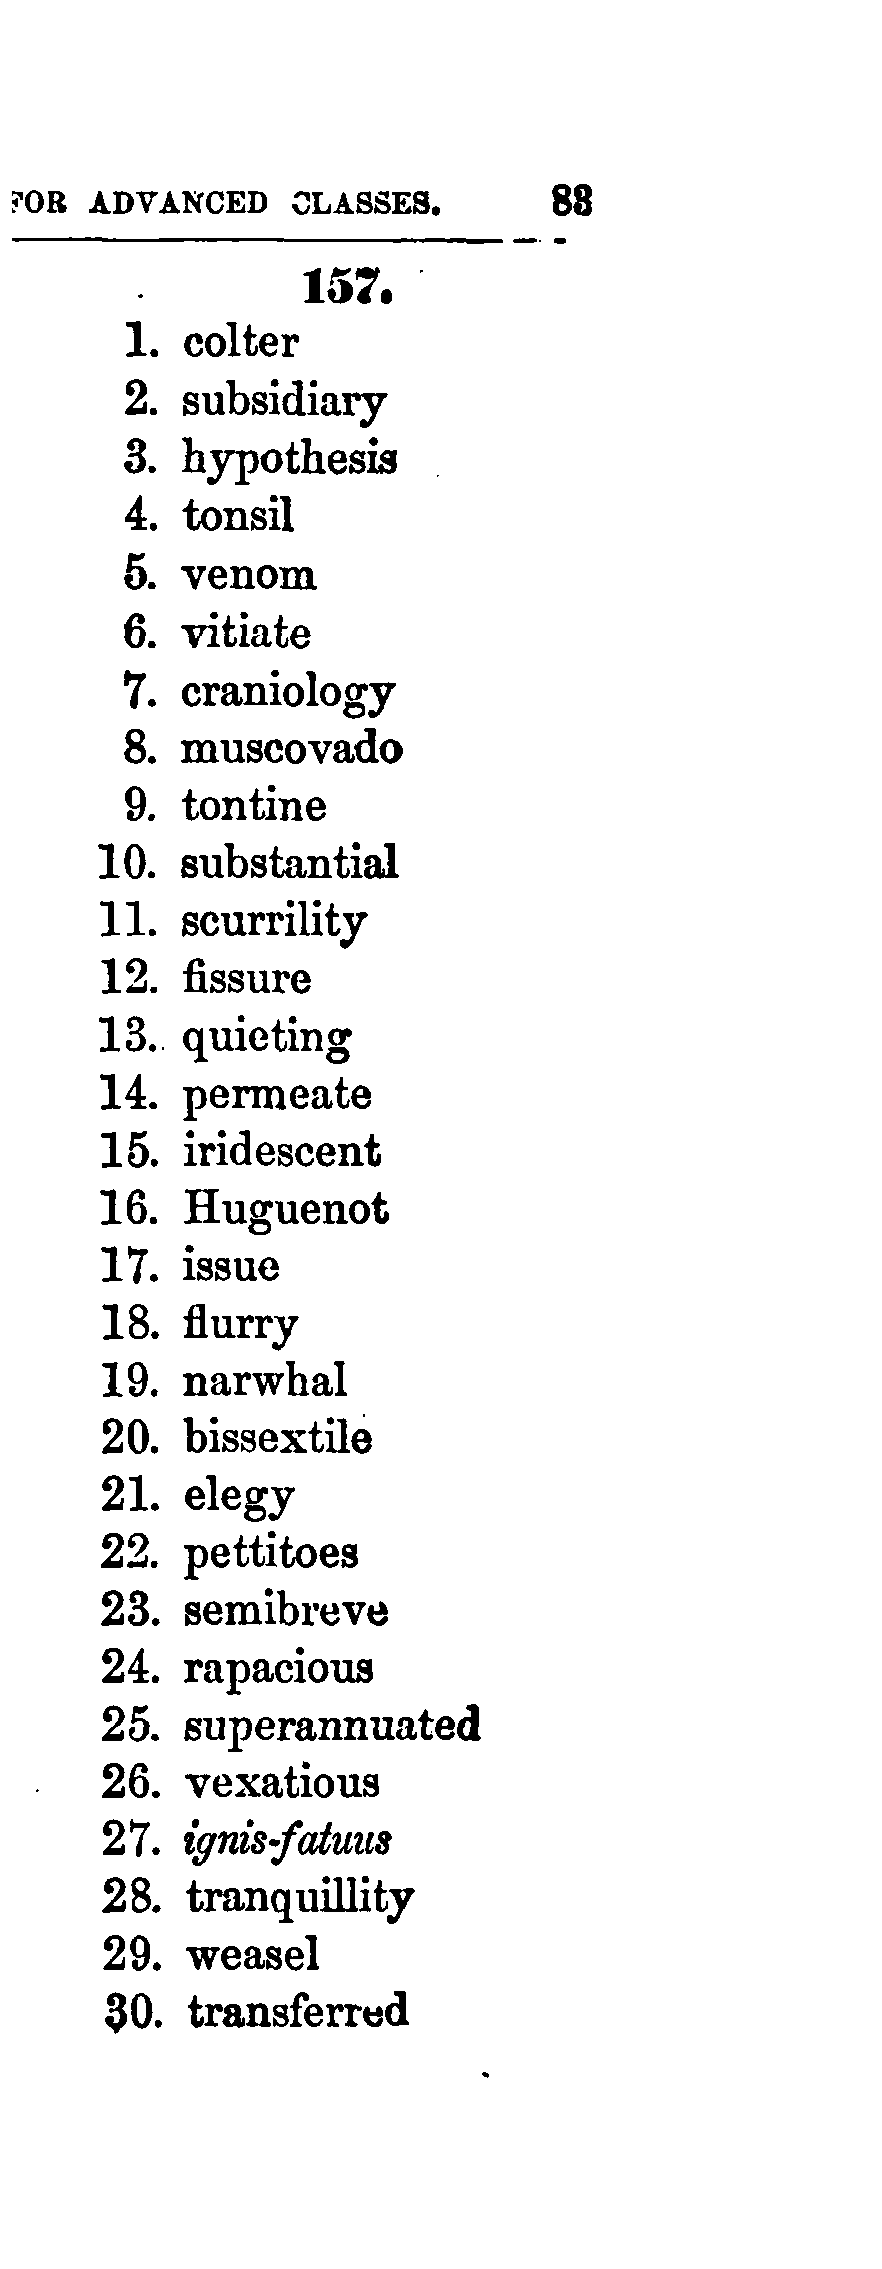 FOR ADVANCED CLASSES. 83
157.
1. colter
2. subsidiary
3. hypothesis
4. tonsil
5. venom
6. vitiate
7. craniology
8. muscovado
9. tontine
10. substantial
11. scurrility
12. fissure
13. quieting
14. permeate
15. iridescent
16. Huguenot
17. issue
18. flurry
19. narwhal
20. bissextile
21. elegy
22. pettitoes
23. semibreve
24. rapacious
25. superannuated
26. vexatious
27. ignis-fatuus
28. tranquillity
29. weasel
30. transferred